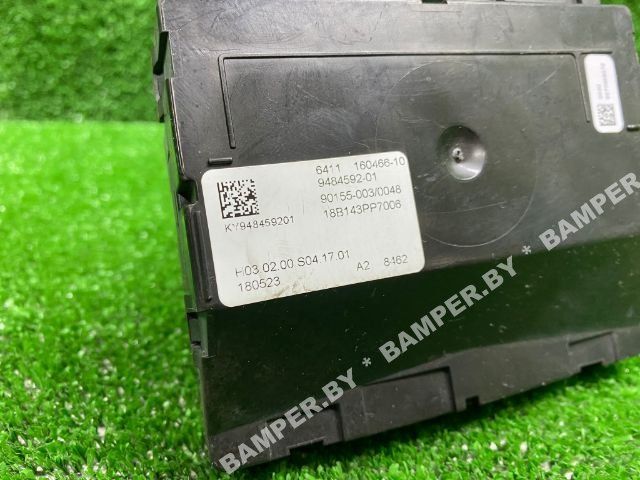 6411 160466-10
9484592-01
90155-003/0048
18B143PP7006
KY948459201
H03.02.00 S04.17.01
180523 A2 8462
BAMPER.BY * BAMPER.BY * BAMPER.BY